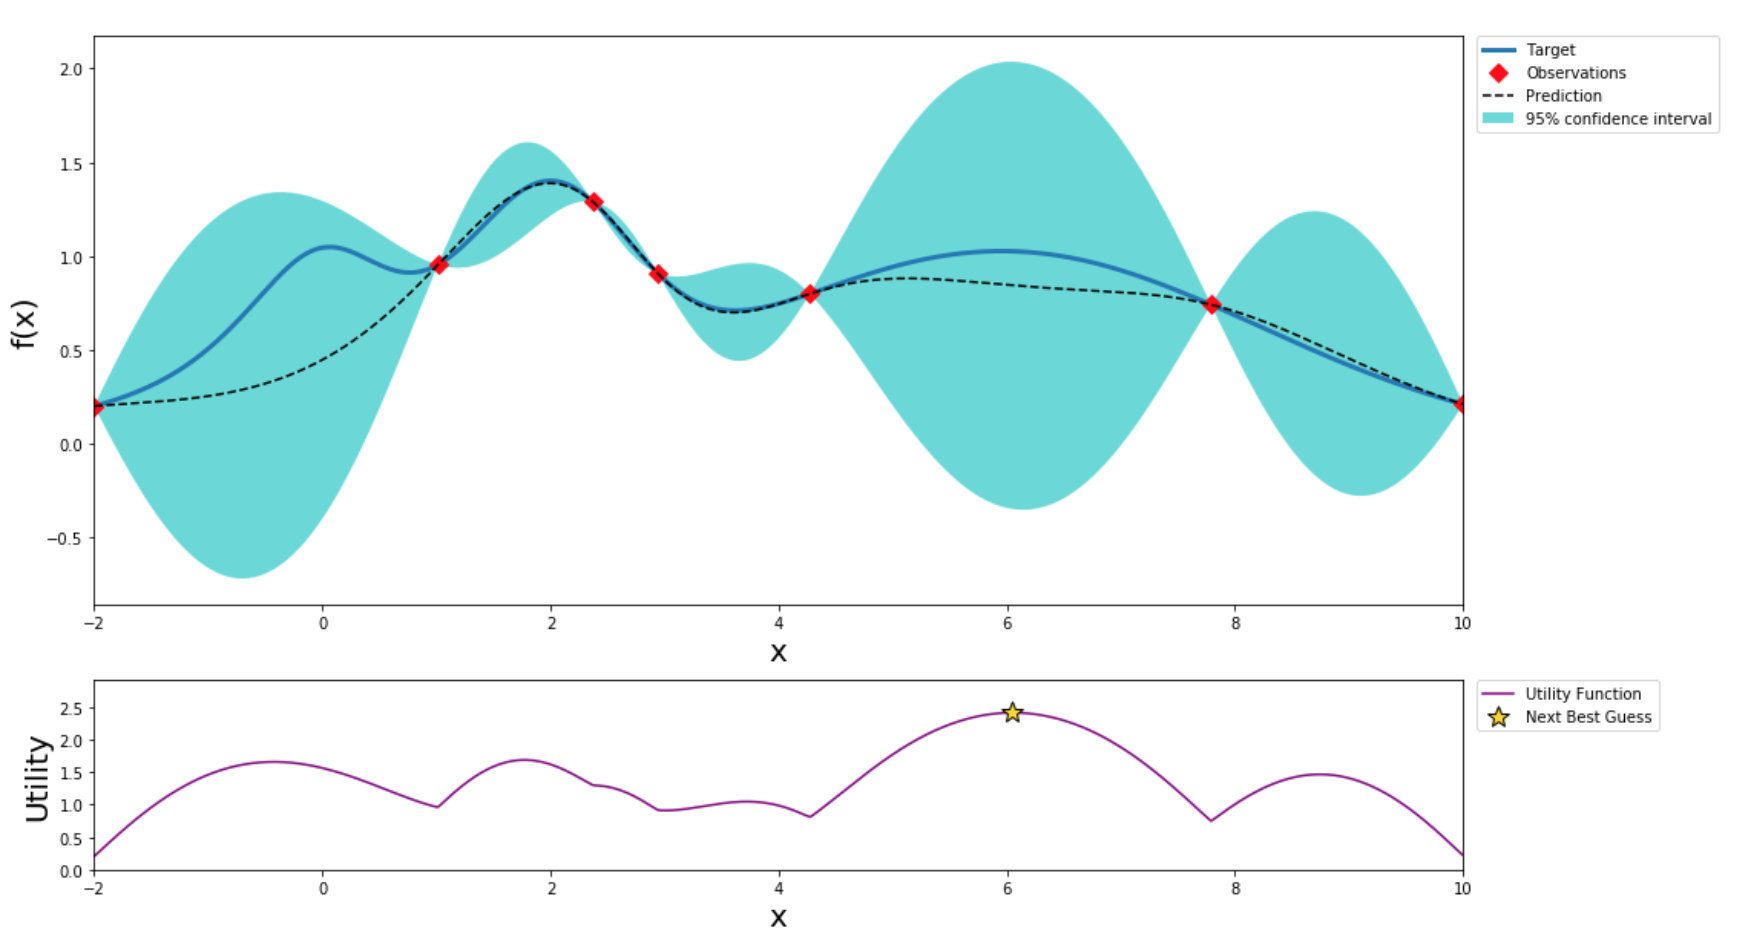 2.0
1.5
1.0
0.5
0.0
−0.5
f(x)
−2 0 2 4 6 8 10
x
Target
Observations
Prediction
95% confidence interval
2.5
2.0
1.5
1.0
0.5
0.0
Utility
−2 0 2 4 6 8 10
x
Utility Function
Next Best Guess